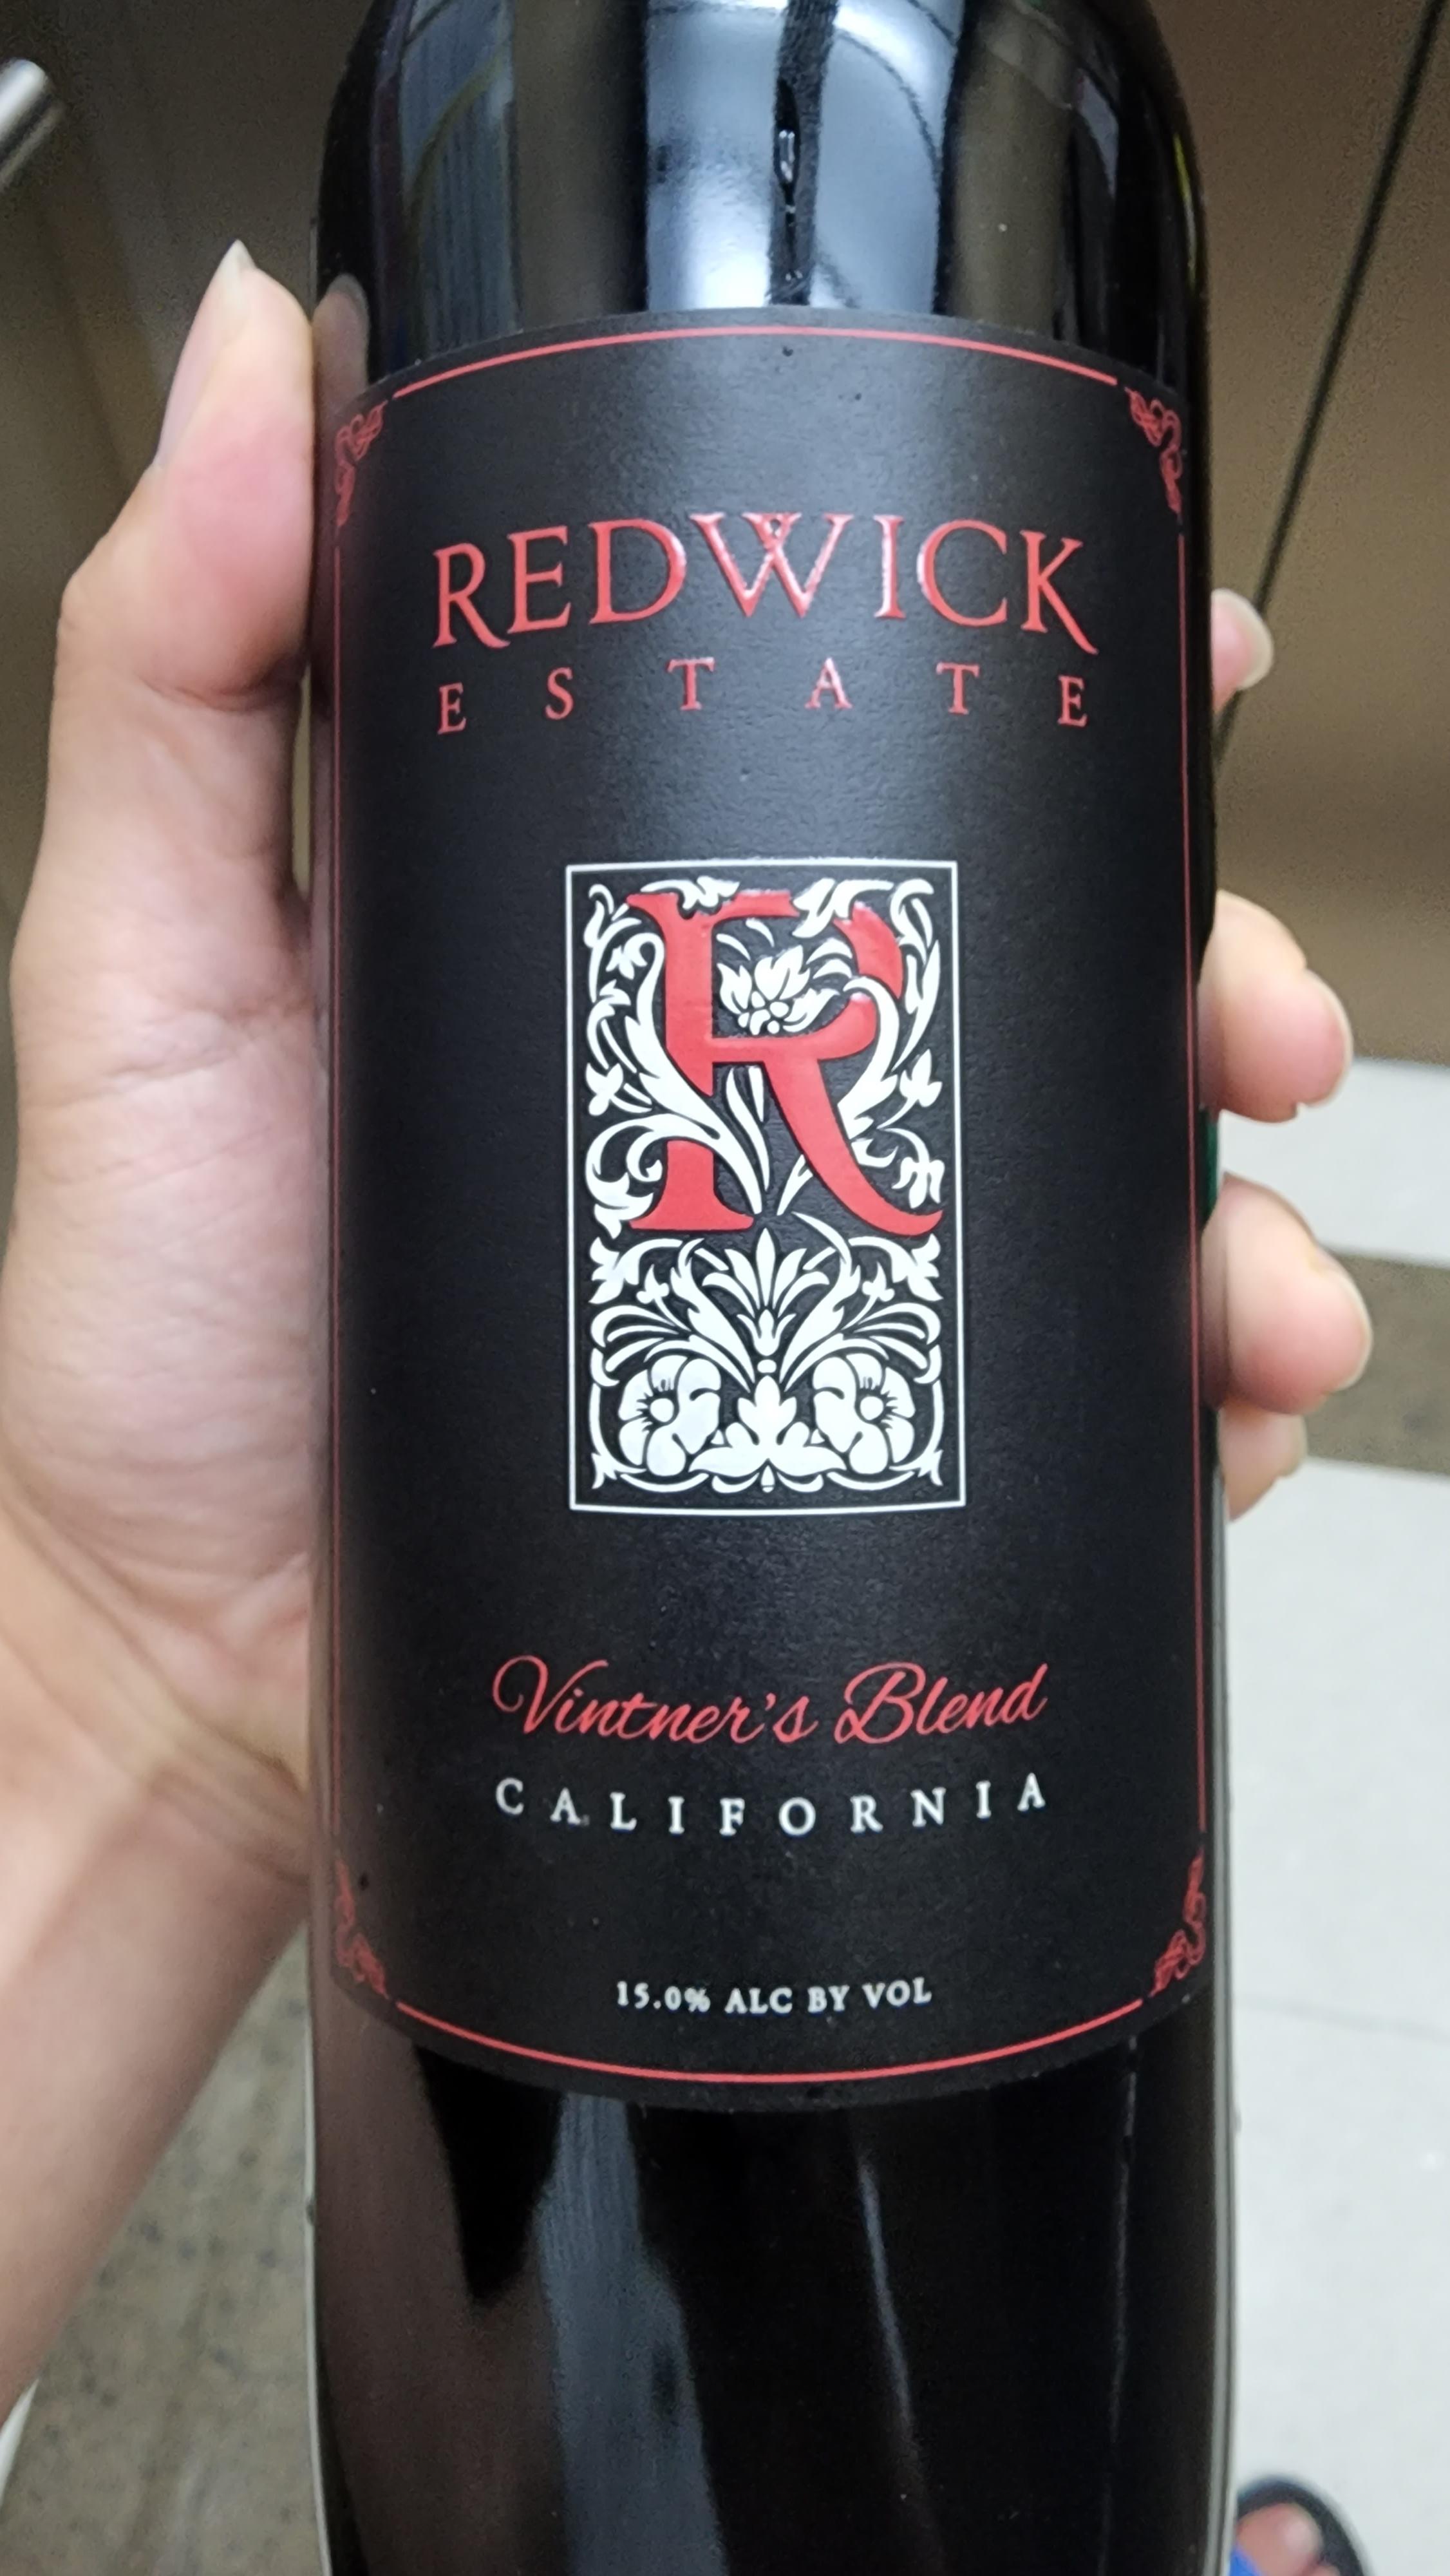 REDWICK
ESTATE
R
Vintner's Blend
CALIFORNIA
15.0% ALC BY VOL